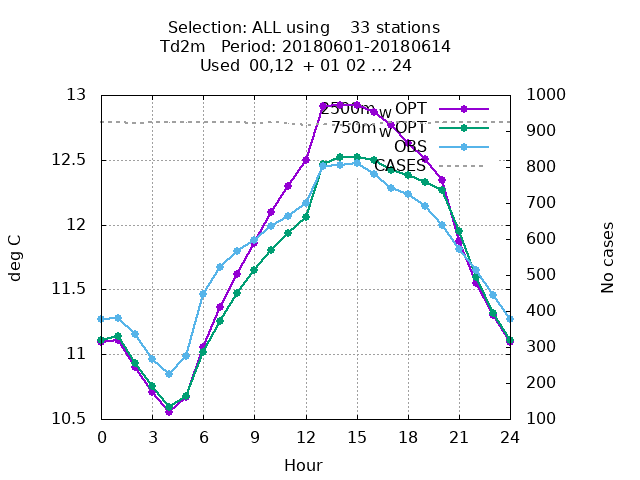 Selection: ALL using    33 stations
Td2m   Period: 20180601-20180614
Used  00,12  + 01 02 ... 24
13
12.5
12
11.5
11
10.5
1000
900
800
700
600
500
400
300
200
100
deg C
No cases
2500m_W OPT
750m_W OPT
OBS
CASES
0 3 6 9 12 15 18 21 24
Hour